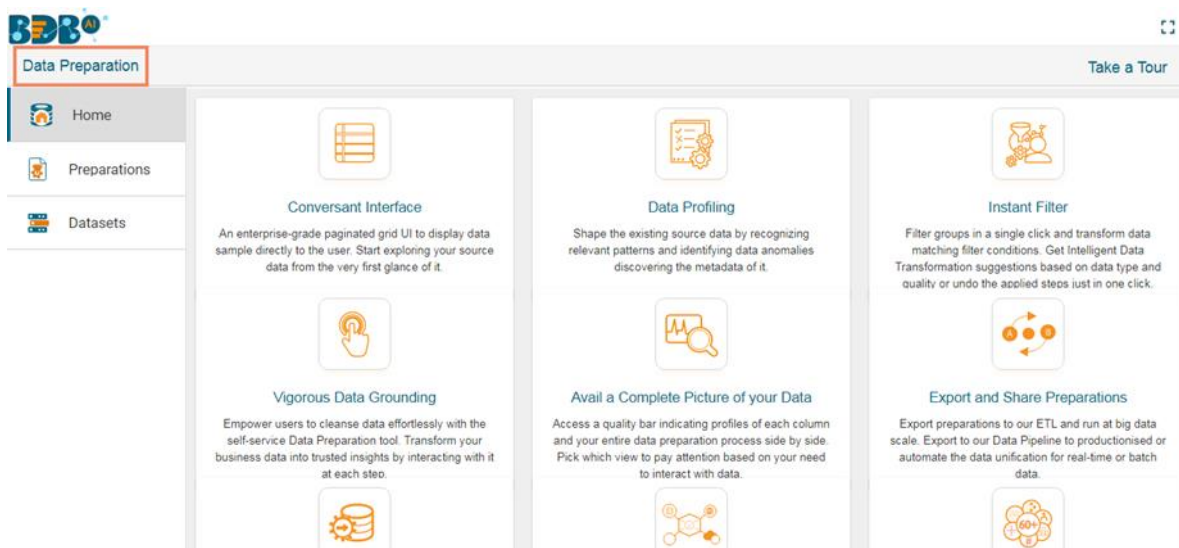 BDB AI
Data Preparation
Take a Tour
Home
Preparations
Datasets
Conversant Interface
An enterprise-grade paginated grid UI to display data
sample directly to the user. Start exploring your source
data from the very first glance of it.
Data Profiling
Shape the existing source data by recognizing
relevant patterns and identifying data anomalies
discovering the metadata of it.
Instant Filter
Filter groups in a single click and transform data
matching filter conditions. Get Intelligent Data
Transformation suggestions based on data type and
quality or undo the applied steps just in one click.
Vigorous Data Grounding
Empower users to cleanse data effortlessly with the
self-service Data Preparation tool. Transform your
business data into trusted insights by interacting with it
at each step.
Avail a Complete Picture of your Data
Access a quality bar indicating profiles of each column
and your entire data preparation process side by side.
Pick which view to pay attention based on your need
to interact with data.
A B
Export and Share Preparations
Export preparations to our ETL and run at big data
scale. Export to our Data Pipeline to productionised or
automate the data unification for real-time or batch
data.
60+